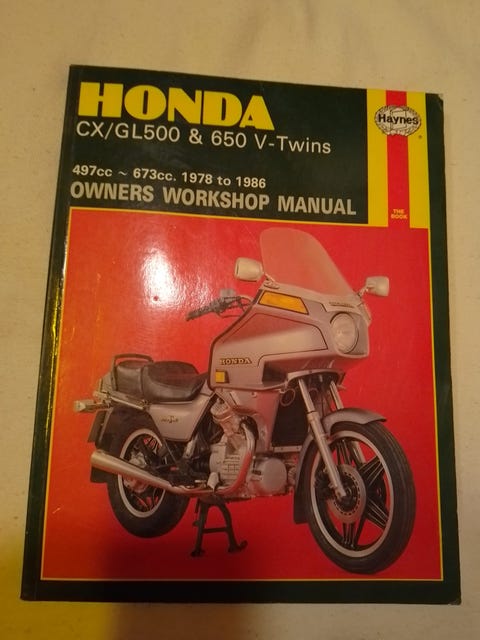 HONDA
CX/GL500 & 650 V-Twins
Haynes
497cc ~ 673cc. 1978 to 1986
OWNERS WORKSHOP MANUAL
THE
BOOK
HONDA